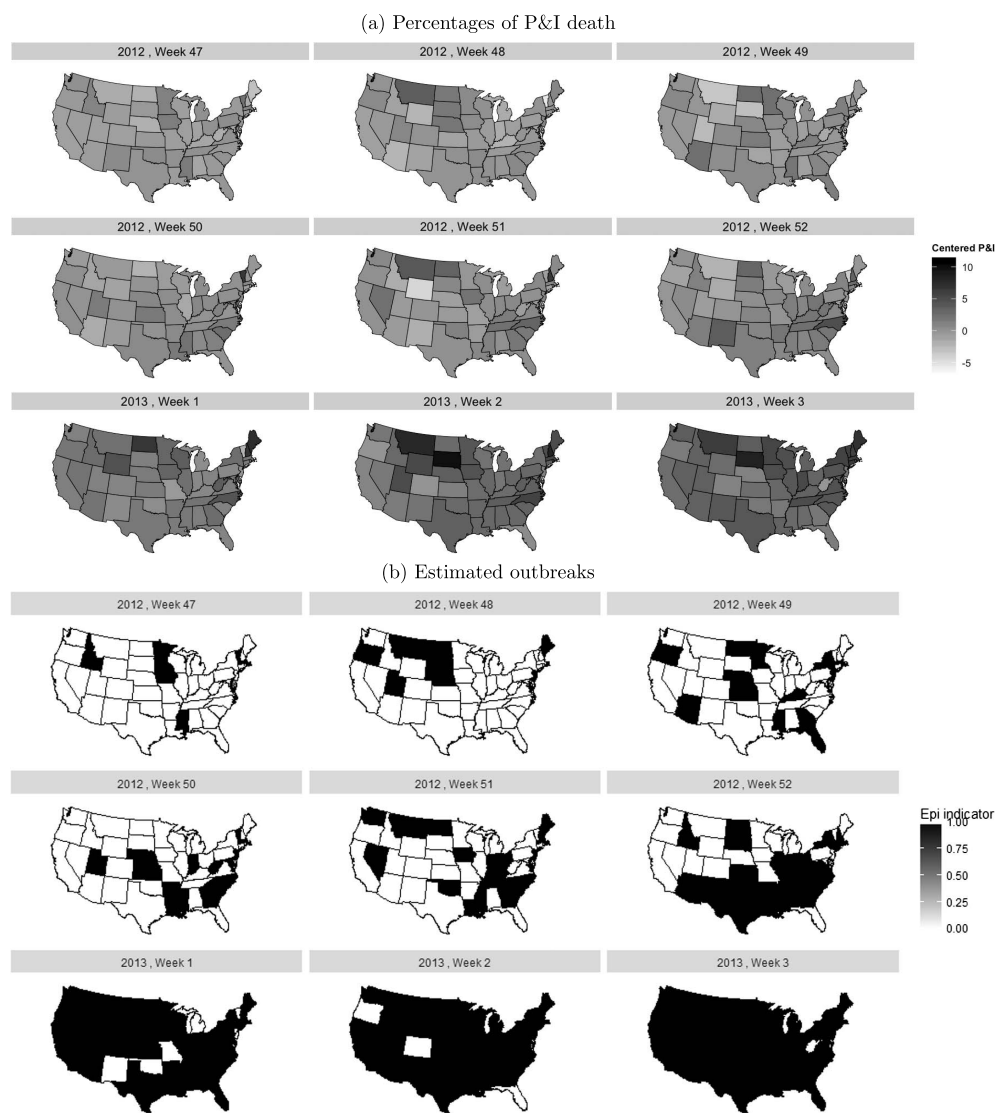 (a) Percentages of P&I death
2012 , Week 47
2012 , Week 48
2012 , Week 49
2012 , Week 50
2012 , Week 51
2012 , Week 52
Centered P&I
10
5
0
-5
2013 , Week 1
2013 , Week 2
2013 , Week 3
(b) Estimated outbreaks
2012 , Week 47
2012 , Week 48
2012 , Week 49
2012 , Week 50
2012 , Week 51
2012 , Week 52
Epi indicator
1.00
0.75
0.50
0.25
0.00
2013 , Week 1
2013 , Week 2
2013 , Week 3